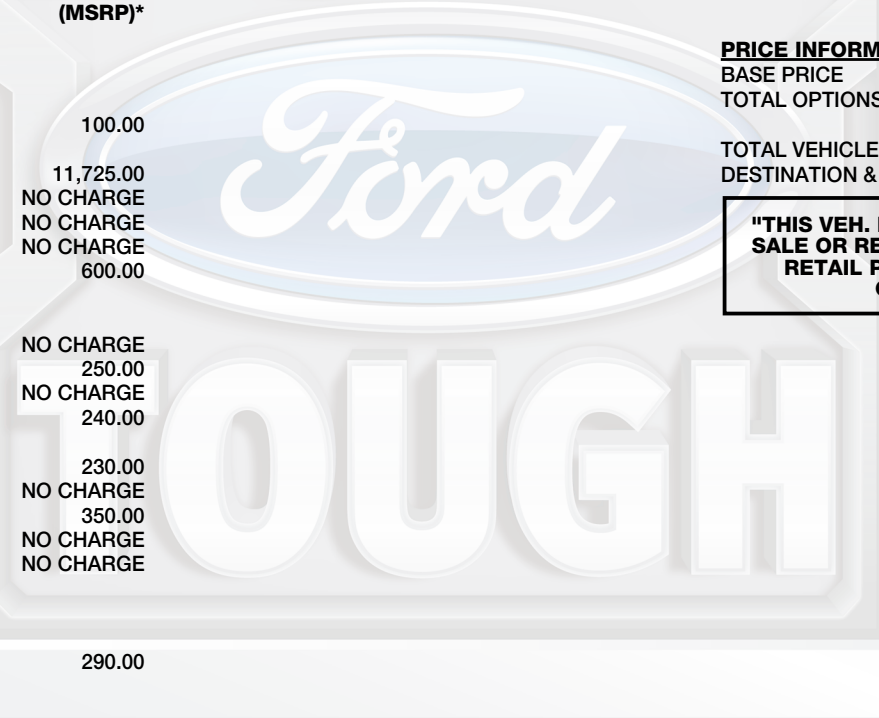 (MSRP)*
100.00
11,725.00
NO CHARGE
NO CHARGE
NO CHARGE
600.00
NO CHARGE
250.00
NO CHARGE
240.00
230.00
NO CHARGE
350.00
NO CHARGE
NO CHARGE
290.00
Ford
TOUGH
PRICE INFORM
BASE PRICE
TOTAL OPTIONS
TOTAL VEHICLE
DESTINATION &
"THIS VEH.
SALE OR RE
RETAIL P